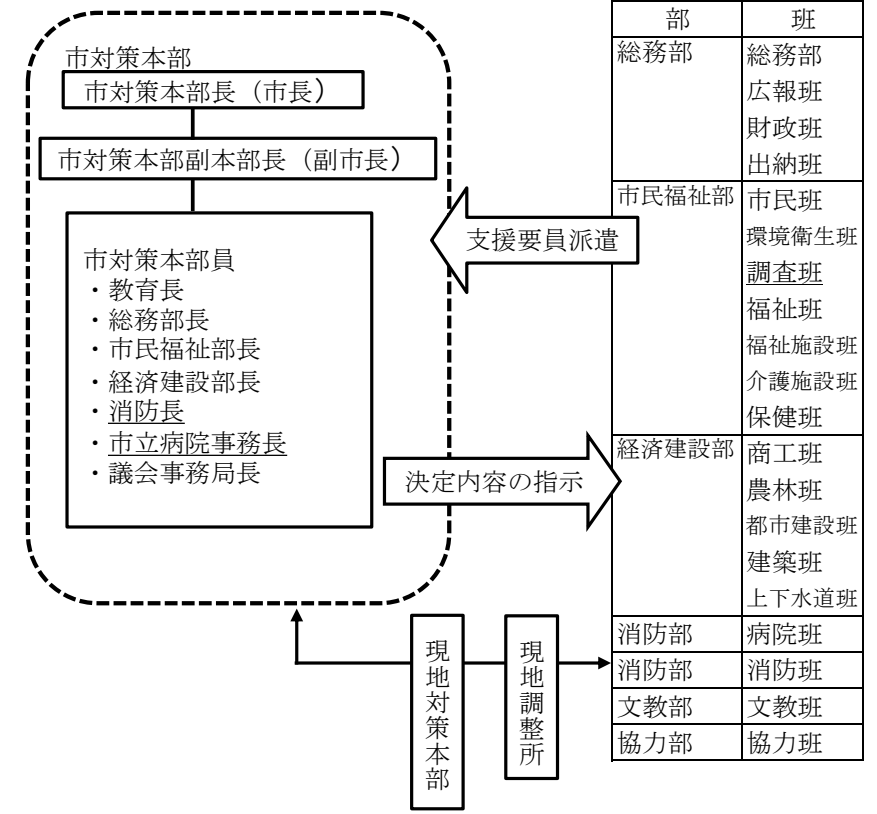 市対策本部
市対策本部長（市長）
市対策本部副本部長（副市長）
市対策本部員
・教育長
・総務部長
・市民福祉部長
・経済建設部長
・消防長
・市立病院事務長
・議会事務局長
支援要員派遣
決定内容の指示
現地対策本部
現地調整所
部 班
総務部 総務部
広報班
財政班
出納班
市民福祉部 市民班
環境衛生班
調査班
福祉班
福祉施設班
介護施設班
保健班
経済建設部 商工班
農林班
都市建設班
建築班
上下水道班
消防部 病院班
消防部 消防班
文教部 文教班
協力部 協力班